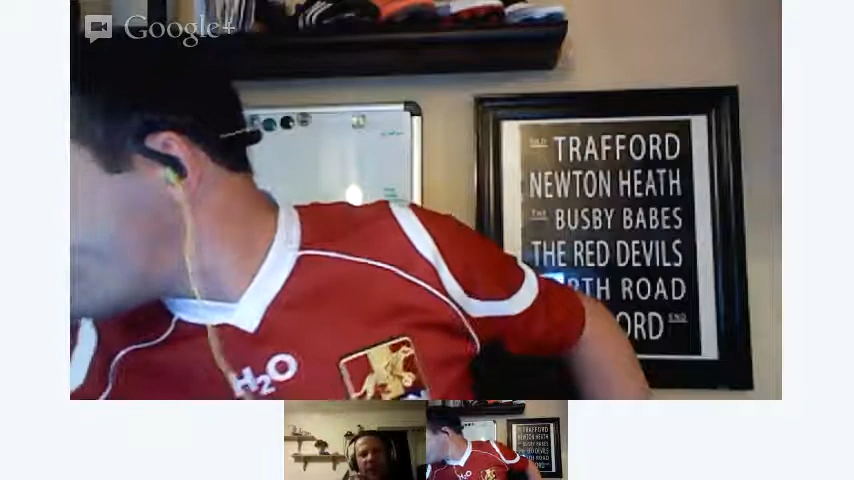 Google+
OLD TRAFFORD
NEWTON HEATH
THE BUSBY BABES
THE RED DEVILS
RTH ROAD
ORD END
H2O